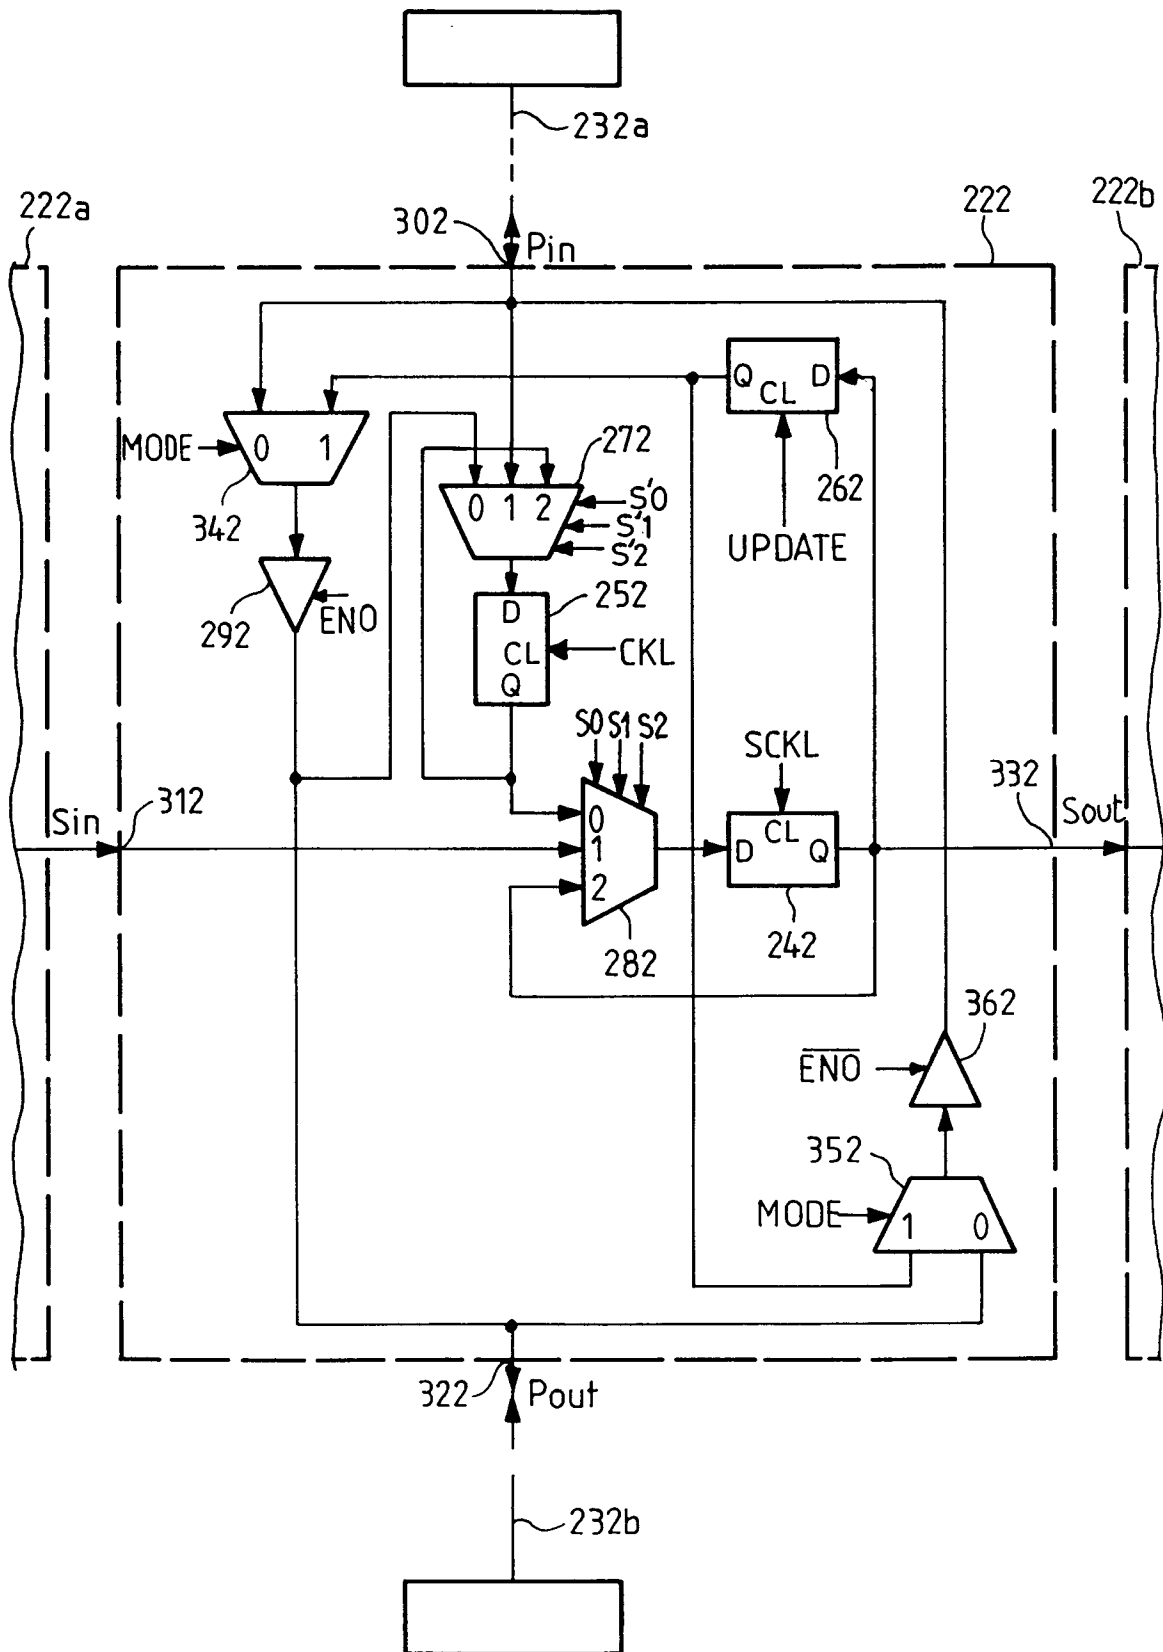 232a
222a
302
Pin
222
222b
Q
CL
D
MODE
0
1
272
262
342
0
1
2
S'0
S'1
S'2
UPDATE
292
ENO
D
252
CL
CKL
Q
S0
S1
S2
SCKL
332
Sin
312
0
1
2
D
CL
Q
Sout
282
242
362
ENO
352
MODE
1
0
322
Pout
232b